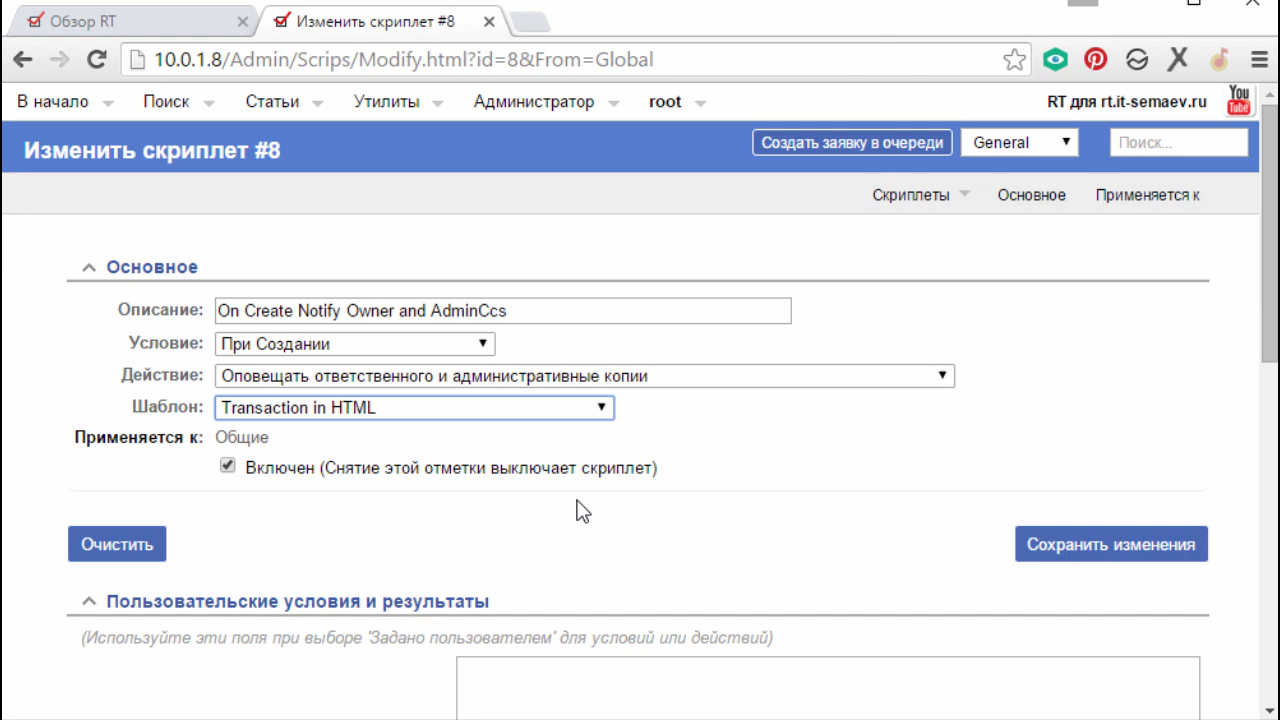 Обзор RT
Изменить скриплет #8
10.0.1.8/Admin/Scrips/Modify.html?id=8&From=Global
В начало Поиск Статьи Утилиты Администратор root RT для rt.it-semaev.ru You Tube
Изменить скриплет #8 Создать заявку в очереди General Поиск...
Скриплеты Основное Применяется к
Основное
Описание: On Create Notify Owner and AdminCcs
Условие: При Создании
Действие: Оповещать ответственного и административные копии
Шаблон: Transaction in HTML
Применяется к: Общие
Включен (Снятие этой отметки выключает скриплет)
Очистить Сохранить изменения
Пользовательские условия и результаты
(Используйте эти поля при выборе 'Задано пользователем' для условий или действий)